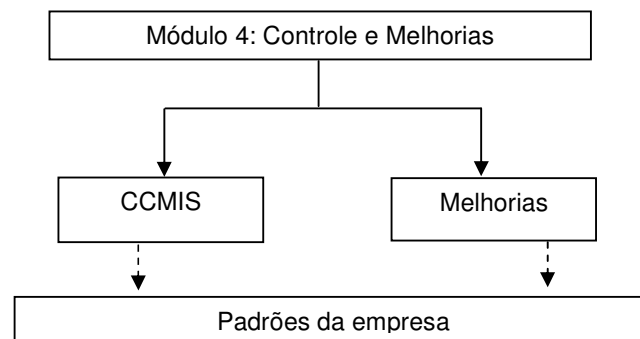 Módulo 4: Controle e Melhorias
CCMIS
Melhorias
Padrões da empresa